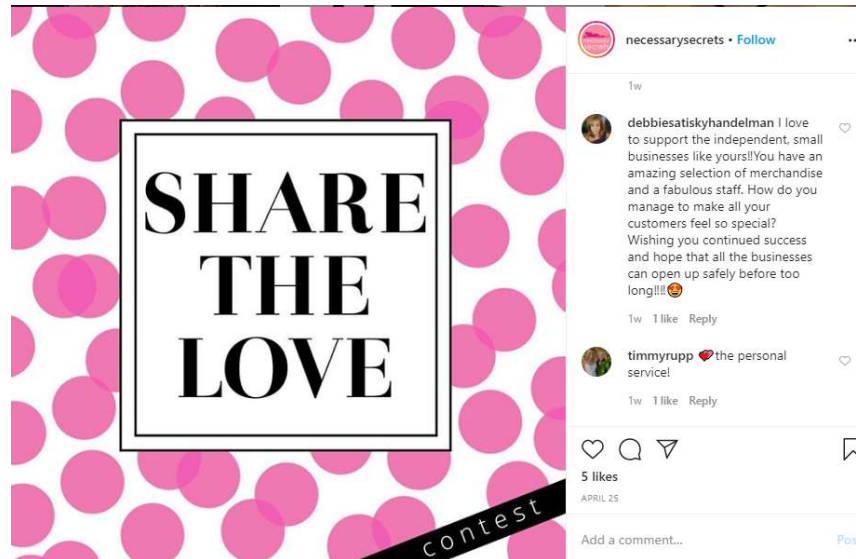 SHARE
THE
LOVE
contest
necessarysecrets • Follow
1w
debbiesatiskyhandelman I love
to support the independent, small
businesses like yours!!You have an
amazing selection of merchandise
and a fabulous staff. How do you
manage to make all your
customers feel so special?
Wishing you continued success
and hope that all the businesses
can open up safely before too
long!!!!😍
1w 1 like Reply
timmyrupp 💕the personal
service!
1w 1 like Reply
5 likes
APRIL 25
Add a comment...